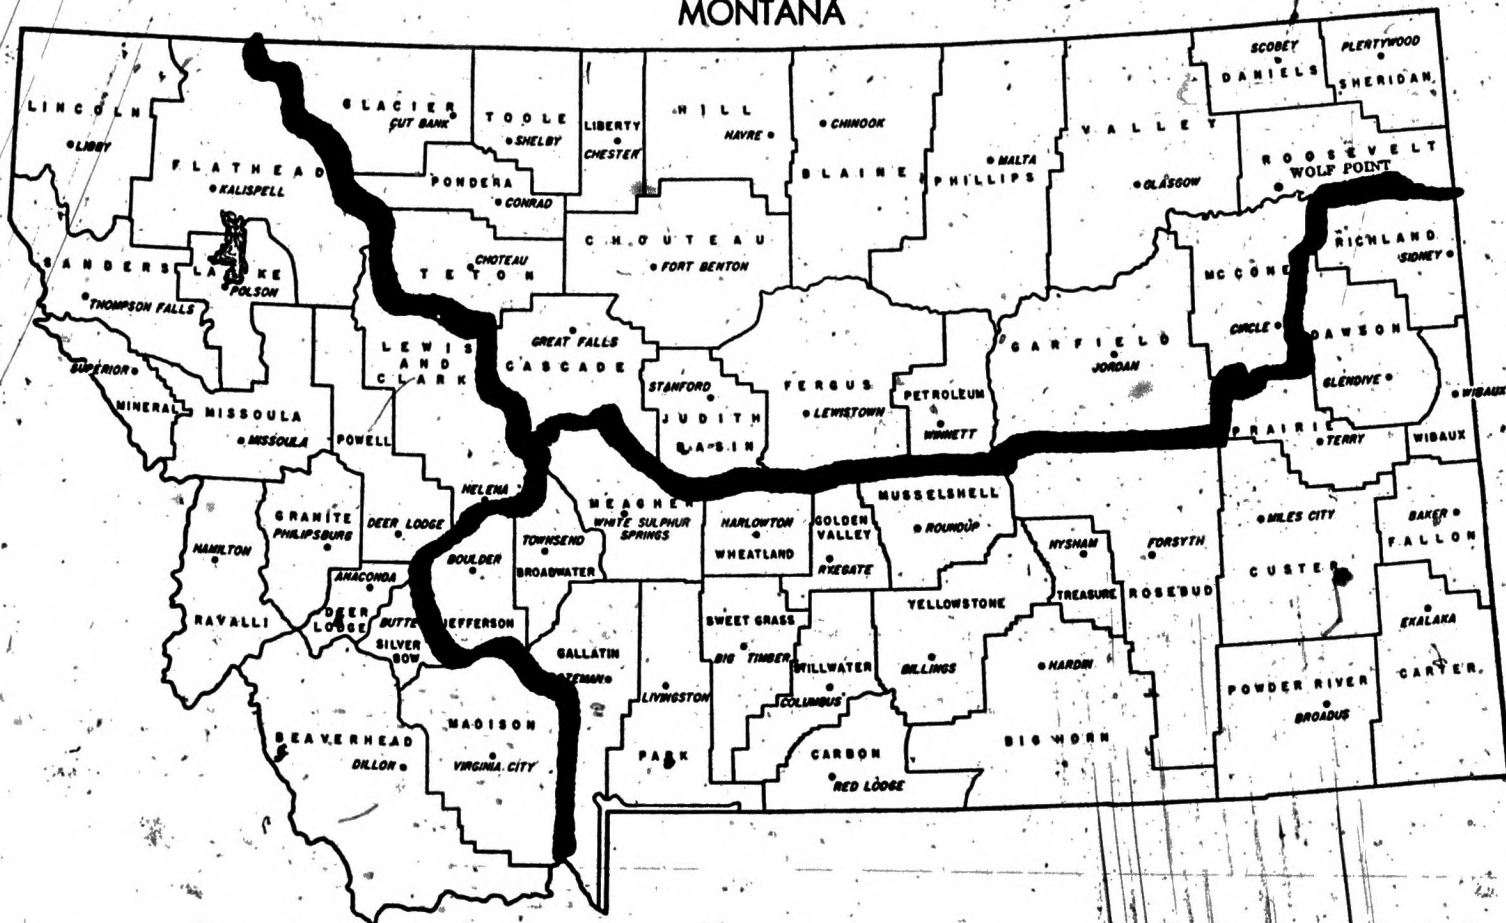 MONTANA
SCOBEY
DANIELS
PLENTYWOOD
SHERIDAN
LINCOLN
LIBBY
GLACIER
CUT BANK
TOOLE
SHELBY
LIBERTY
CHESTER
HILL
HAVRE
CHINOOK
BLAINE
MALTA
PHILLIPS
VALLEY
GLASGOW
ROOSEVELT
WOLF POINT
FLATHEAD
KALISPELL
PONDERA
CONRAD
CHOUTEAU
FORT BENTON
CHOTEAU
TETON
SANDERS
THOMPSON FALLS
LAKE
POLSON
RICHLAND
SIDNEY
MC CONE
CIRCLE
DAWSON
GLENDIVE
WIBAUX
WIBAUX
LEWIS
AND
CLARK
GREAT FALLS
CASCADE
STANFORD
JUDITH
BASIN
FERGUS
LEWISTOWN
PETROLEUM
WINNETT
GARFIELD
JORDAN
PRAIRIE
TERRY
SUPERIOR
MINERAL
MISSOULA
MISSOULA
POWELL
HELENA
MEAGHER
WHITE SULPHUR
SPRINGS
HARLOWTON
WHEATLAND
GOLDEN
VALLEY
RYEGATE
MUSSELSHELL
ROUNDUP
HYSHAM
TREASURE
FORSYTH
ROSEBUD
MILES CITY
CUSTER
BAKER
FALLON
GRANITE
PHILIPSBURG
DEER LODGE
HAMILTON
RAVALLI
ANACONDA
DEER
LODGE
BUTTE
SILVER
BOW
BOULDER
JEFFERSON
TOWNSEND
BROADWATER
GALLATIN
LIVINGSTON
PARK
SWEET GRASS
BIG TIMBER
STILLWATER
COLUMBUS
YELLOWSTONE
BILLINGS
HARDIN
BIG HORN
CARBON
RED LODGE
POWDER RIVER
BROADUS
EKALAKA
CARTER
BEAVERHEAD
DILLON
MADISON
VIRGINIA CITY